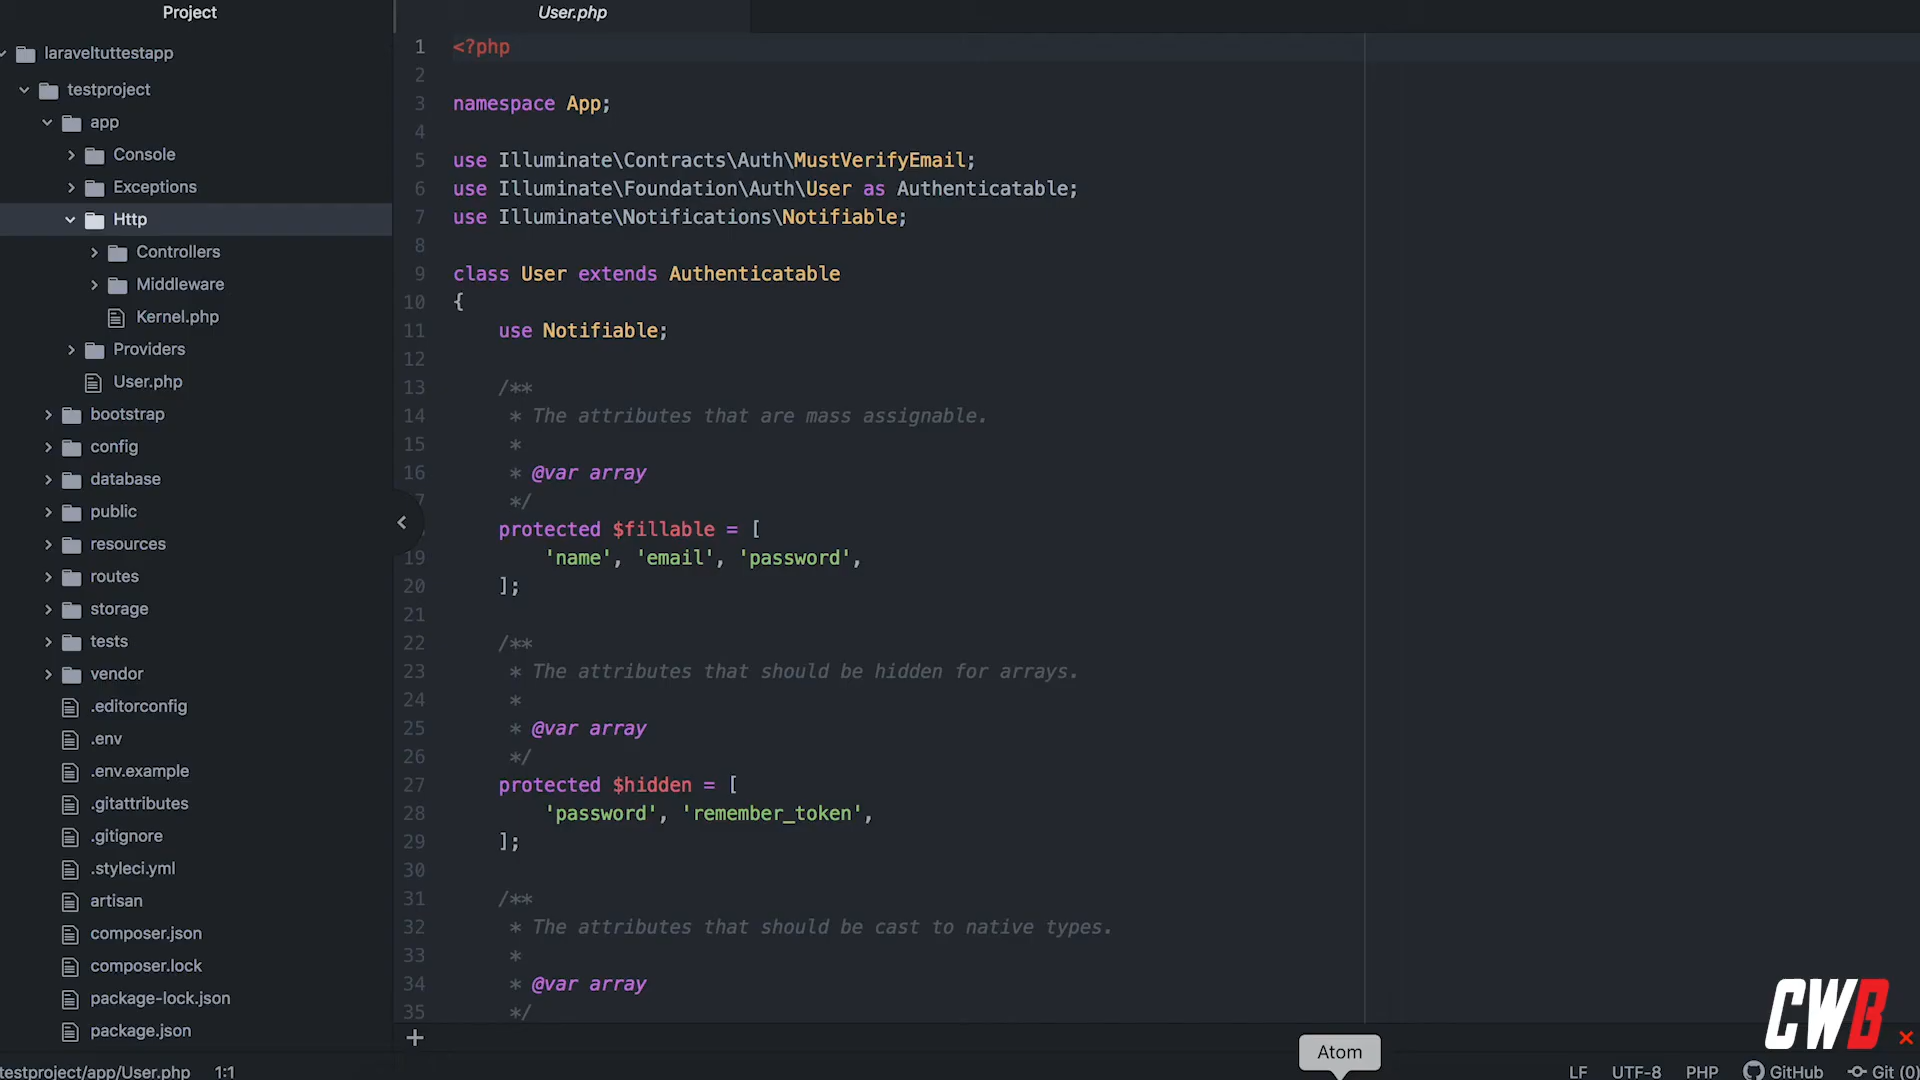 Project
laraveltuttestapp
testproject
app
Console
Exceptions
Http
Controllers
Middleware
Kernel.php
Providers
User.php
bootstrap
config
database
public
resources
routes
storage
tests
vendor
.editorconfig
.env
.env.example
.gitattributes
.gitignore
.styleci.yml
artisan
composer.json
composer.lock
package-lock.json
package.json
User.php
1 <?php
2
3 namespace App;
4
5 use Illuminate\Contracts\Auth\MustVerifyEmail;
6 use Illuminate\Foundation\Auth\User as Authenticatable;
7 use Illuminate\Notifications\Notifiable;
8
9 class User extends Authenticatable
10 {
11 use Notifiable;
12
13 /**
14 * The attributes that are mass assignable.
15 *
16 * @var array
7 */
protected $fillable = [
19 'name', 'email', 'password',
20 ];
21
22 /**
23 * The attributes that should be hidden for arrays.
24 *
25 * @var array
26 */
27 protected $hidden = [
28 'password', 'remember_token',
29 ];
30
31 /**
32 * The attributes that should be cast to native types.
33 *
34 * @var array
35 */
+
Atom
CWB
testproject/app/User.php 1:1
LF UTF-8 PHP GitHub Git (0)